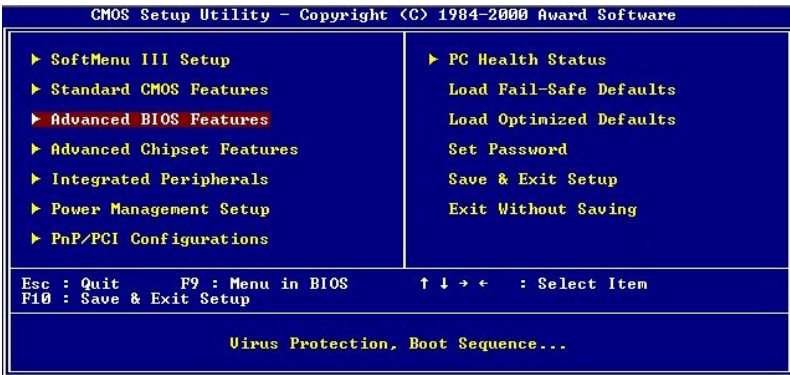 CMOS Setup Utility - Copyright (C) 1984-2000 Award Software
▶ SoftMenu III Setup
▶ Standard CMOS Features
▶ Advanced BIOS Features
▶ Advanced Chipset Features
▶ Integrated Peripherals
▶ Power Management Setup
▶ PnP/PCI Configurations
▶ PC Health Status
Load Fail-Safe Defaults
Load Optimized Defaults
Set Password
Save & Exit Setup
Exit Without Saving
Esc : Quit F9 : Menu in BIOS ↑ ↓ → ← : Select Item
F10 : Save & Exit Setup
Virus Protection, Boot Sequence...